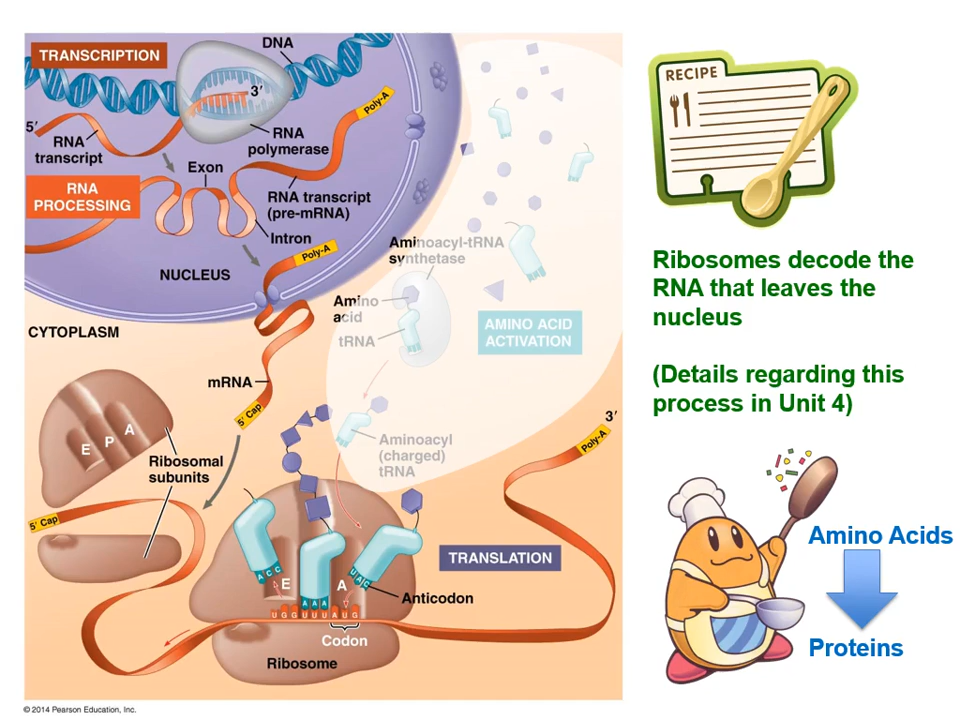 TRANSCRIPTION
DNA
3'
5'
RNA
transcript
RNA
polymerase
Poly-A
Exon
RNA
PROCESSING
RNA transcript
(pre-mRNA)
Intron
Poly-A
NUCLEUS
Aminoacyl-tRNA
synthetase
Amino
acid
tRNA
AMINO ACID
ACTIVATION
CYTOPLASM
mRNA
5' Cap
E P A
Ribosomal
subunits
Aminoacyl
(charged)
tRNA
3'
Poly-A
5' Cap
TRANSLATION
E
A
A C C
A A A
U A C
U G G U U U A U G
Anticodon
Codon
Ribosome
© 2014 Pearson Education, Inc.
RECIPE
Ribosomes decode the
RNA that leaves the
nucleus
(Details regarding this
process in Unit 4)
Amino Acids
Proteins